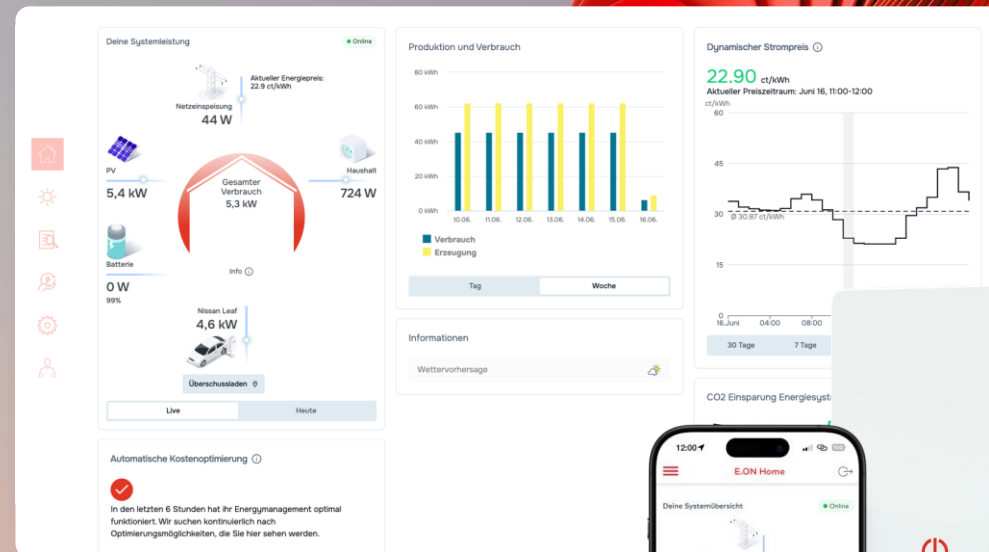 Deine Systemleistung
Online
Aktueller Energiepreis:
22.9 ct/kWh
Netzeinspeisung
44 W
PV
5,4 kW
Haushalt
724 W
Gesamter
Verbrauch
5,3 kW
Batterie
0 W
99%
Info
Nissan Leaf
4,6 kW
Überschussladen
Live
Heute
Automatische Kostenoptimierung
In den letzten 6 Stunden hat ihr Energymanagement optimal
funktioniert. Wir suchen kontinuierlich nach
Optimierungsmöglichkeiten, die Sie hier sehen werden.
Produktion und Verbrauch
80 kWh
60 kWh
40 kWh
20 kWh
0 kWh
10.06. 11.06. 12.06. 13.06. 14.06. 15.06. 16.06.
Verbrauch
Erzeugung
Tag
Woche
Informationen
Wettervorhersage
Dynamischer Strompreis
22.90 ct/kWh
Aktueller Preiszeitraum: Juni 16, 11:00-12:00
ct/kWh
60
45
30
Ø 30.87 ct/kWh
15
0
16.Juni 04:00 08:00
30 Tage
7 Tage
CO2 Einsparung Energiesyst
12:00
E.ON Home
Deine Systemübersicht
Online